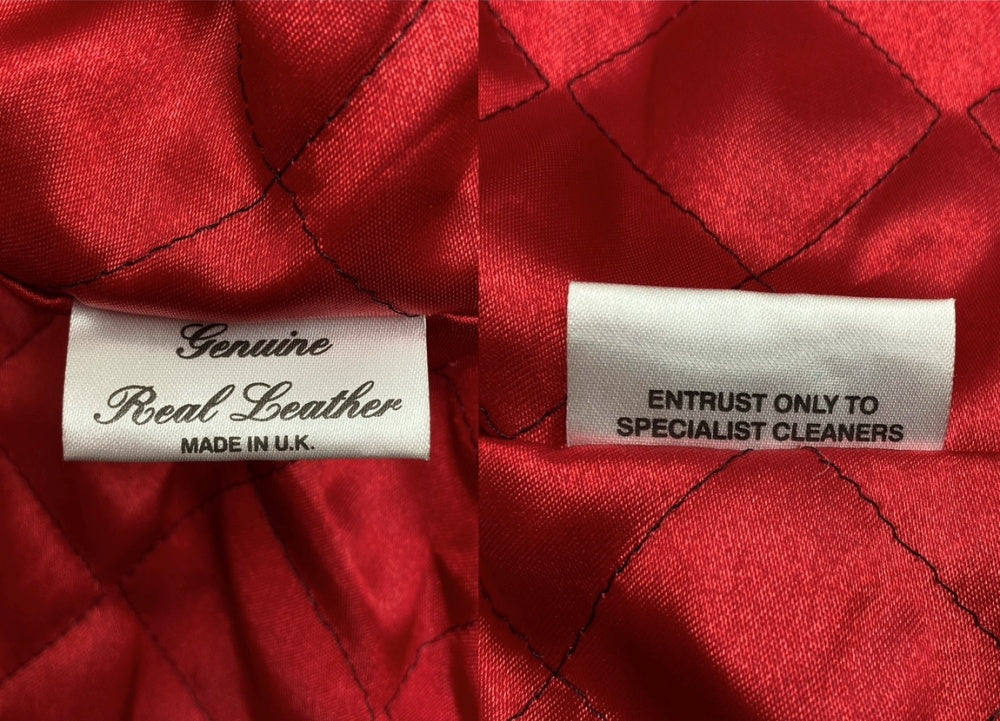 Genuine
Real Leather
MADE IN U.K.
ENTRUST ONLY TO
SPECIALIST CLEANERS